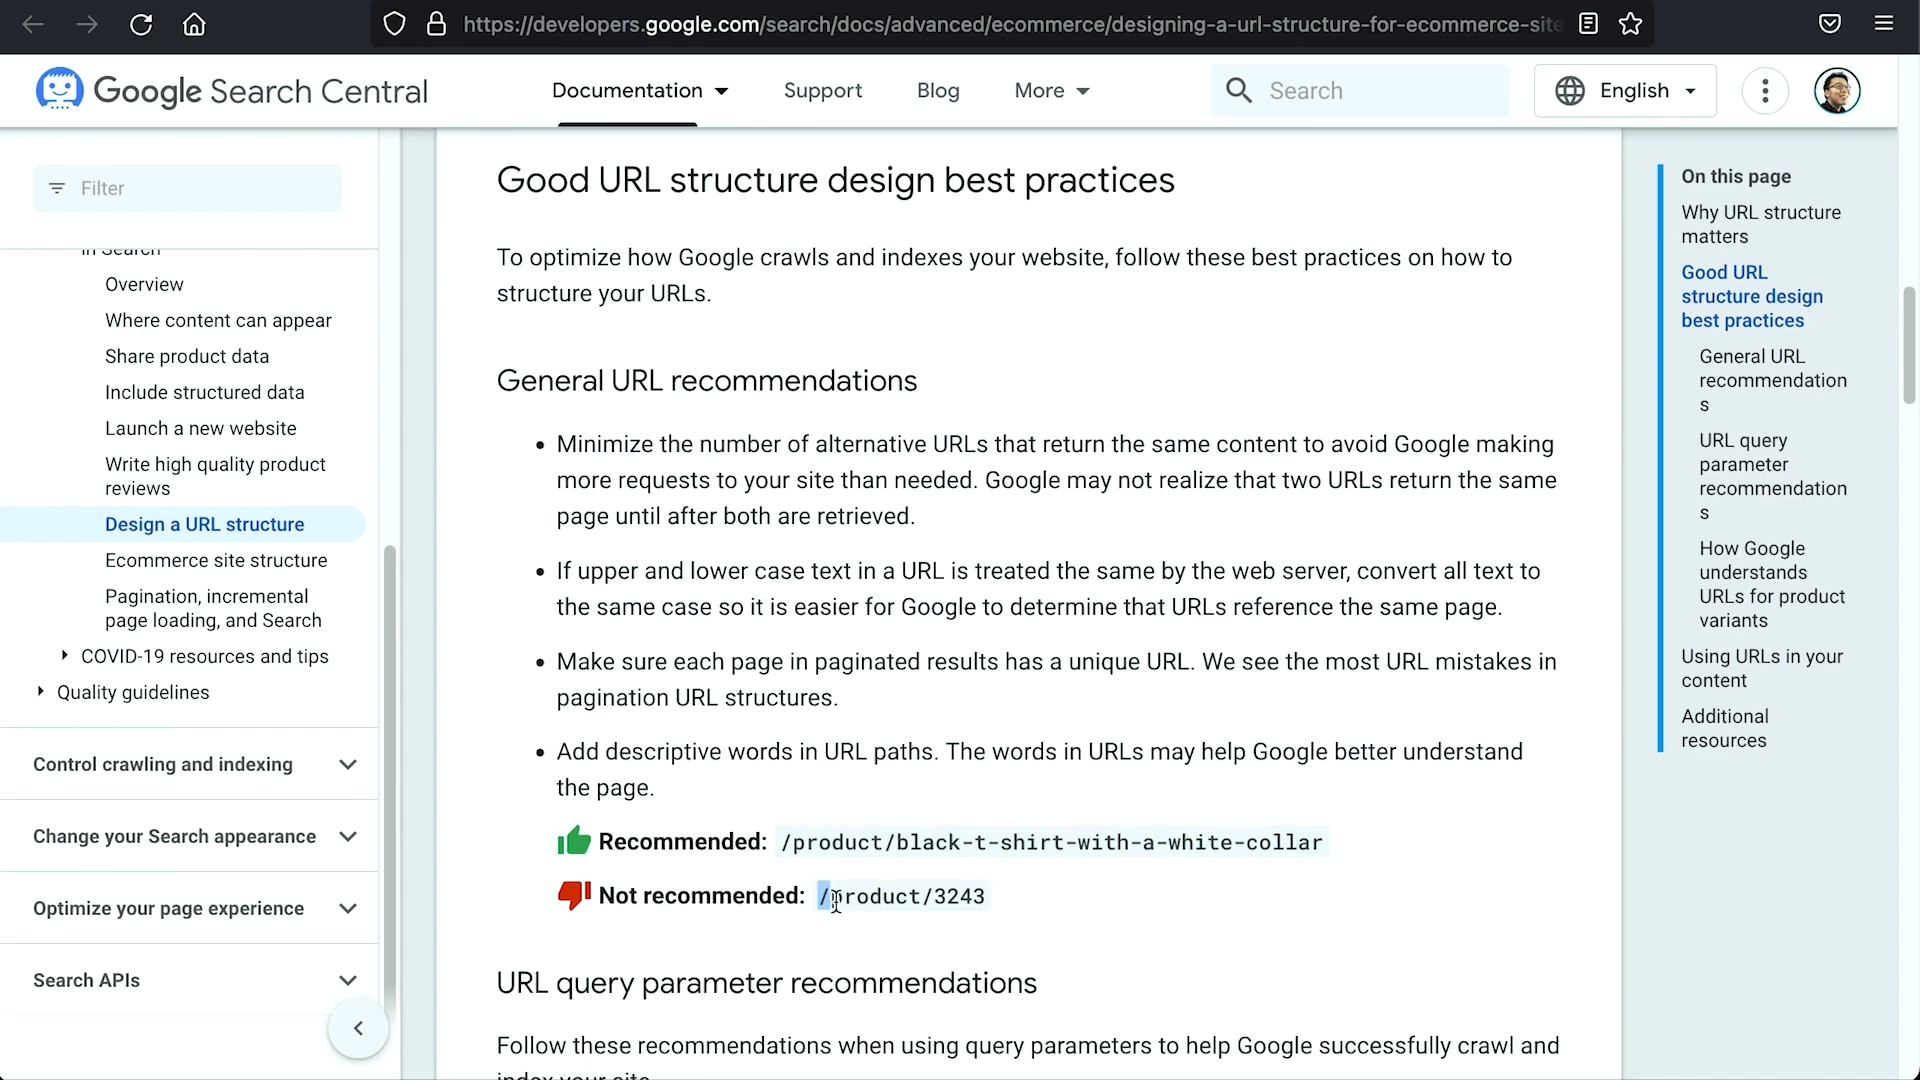 https://developers.google.com/search/docs/advanced/ecommerce/designing-a-url-structure-for-ecommerce-site
Google Search Central
Documentation
Support
Blog
More
Search
English
Filter
in Search
Overview
Where content can appear
Share product data
Include structured data
Launch a new website
Write high quality product
reviews
Design a URL structure
Ecommerce site structure
Pagination, incremental
page loading, and Search
COVID-19 resources and tips
Quality guidelines
Control crawling and indexing
Change your Search appearance
Optimize your page experience
Search APIs
Good URL structure design best practices
To optimize how Google crawls and indexes your website, follow these best practices on how to
structure your URLs.
General URL recommendations
• Minimize the number of alternative URLs that return the same content to avoid Google making
more requests to your site than needed. Google may not realize that two URLs return the same
page until after both are retrieved.
• If upper and lower case text in a URL is treated the same by the web server, convert all text to
the same case so it is easier for Google to determine that URLs reference the same page.
• Make sure each page in paginated results has a unique URL. We see the most URL mistakes in
pagination URL structures.
• Add descriptive words in URL paths. The words in URLs may help Google better understand
the page.
Recommended: /product/black-t-shirt-with-a-white-collar
Not recommended: /product/3243
URL query parameter recommendations
Follow these recommendations when using query parameters to help Google successfully crawl and
index your site.
On this page
Why URL structure
matters
Good URL
structure design
best practices
General URL
recommendation
s
URL query
parameter
recommendation
s
How Google
understands
URLs for product
variants
Using URLs in your
content
Additional
resources